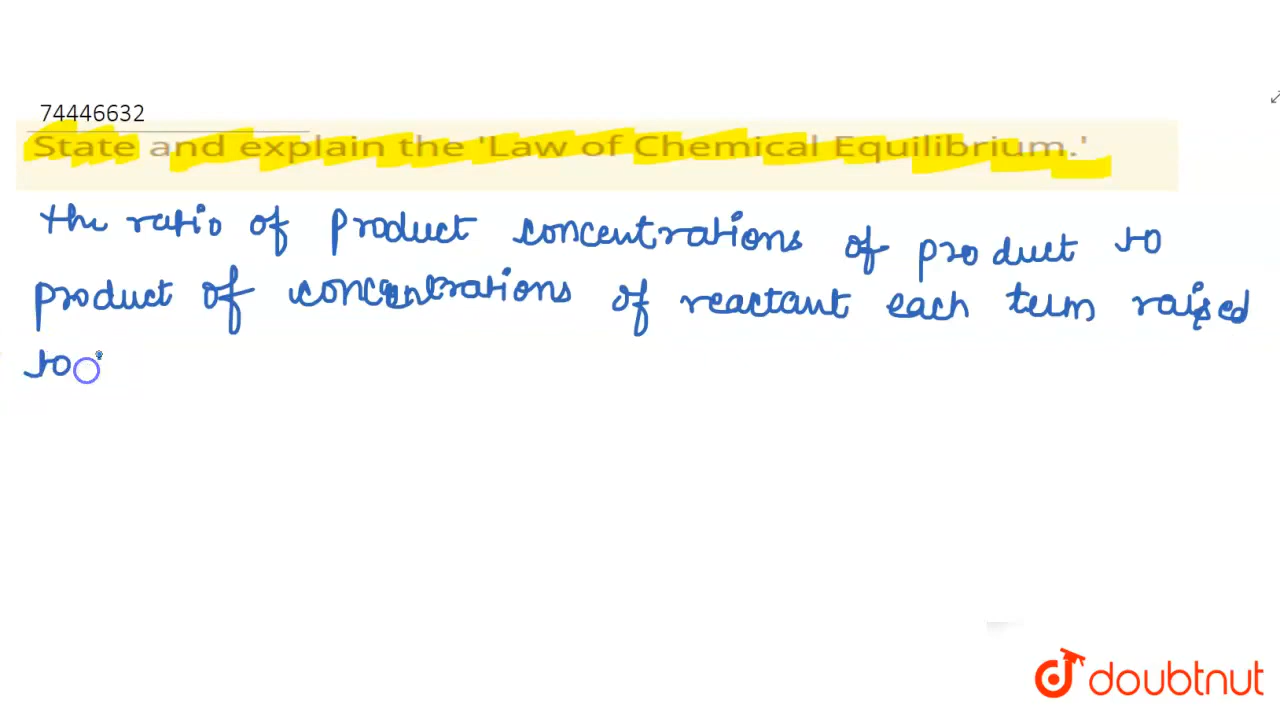 74446632
State and explain the 'Law of Chemical Equilibrium.'
the ratio of product concentrations of product to
product of concentrations of reactant each term raised
to
doubtnut